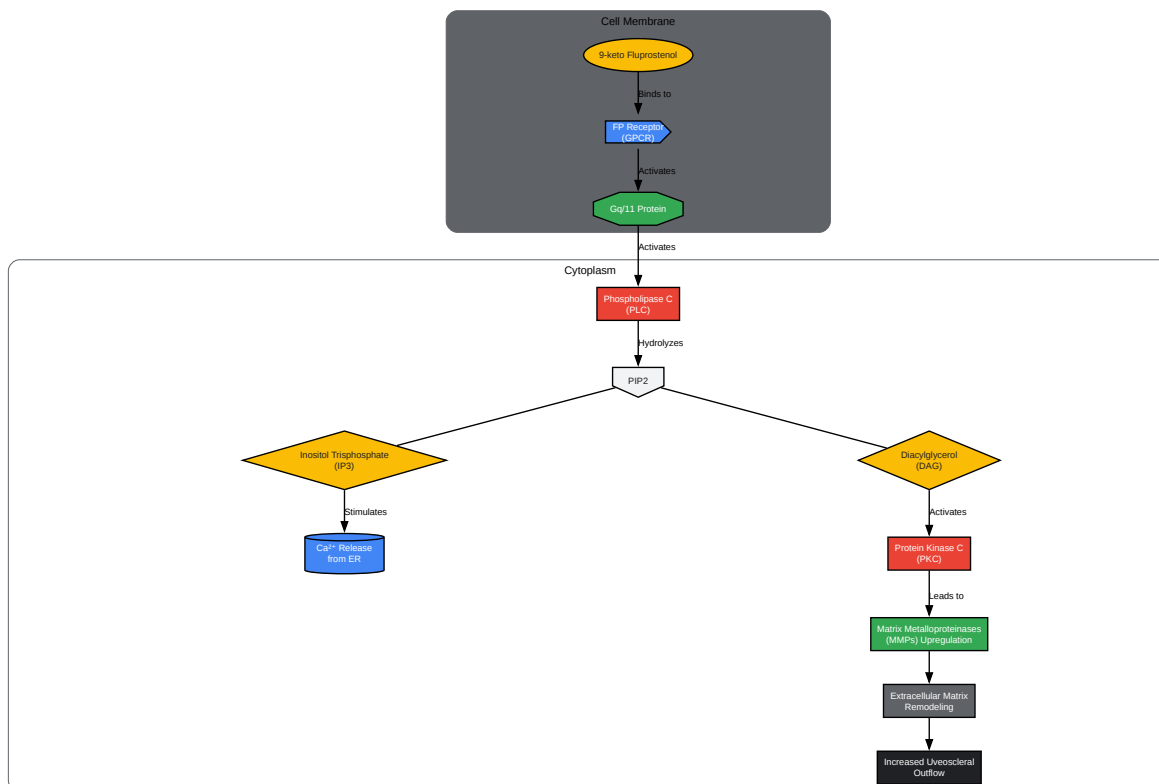 Cell Membrane
9-keto Fluprostenol
Binds to
FP Receptor
(GPCR)
Activates
Gq/11 Protein
Activates
Cytoplasm
Phospholipase C
(PLC)
Hydrolyzes
PIP2
Inositol Trisphosphate
(IP3)
Stimulates
Ca²⁺ Release
from ER
Diacylglycerol
(DAG)
Activates
Protein Kinase C
(PKC)
Leads to
Matrix Metalloproteinases
(MMPs) Upregulation
Extracellular Matrix
Remodeling
Increased Uveoscleral
Outflow